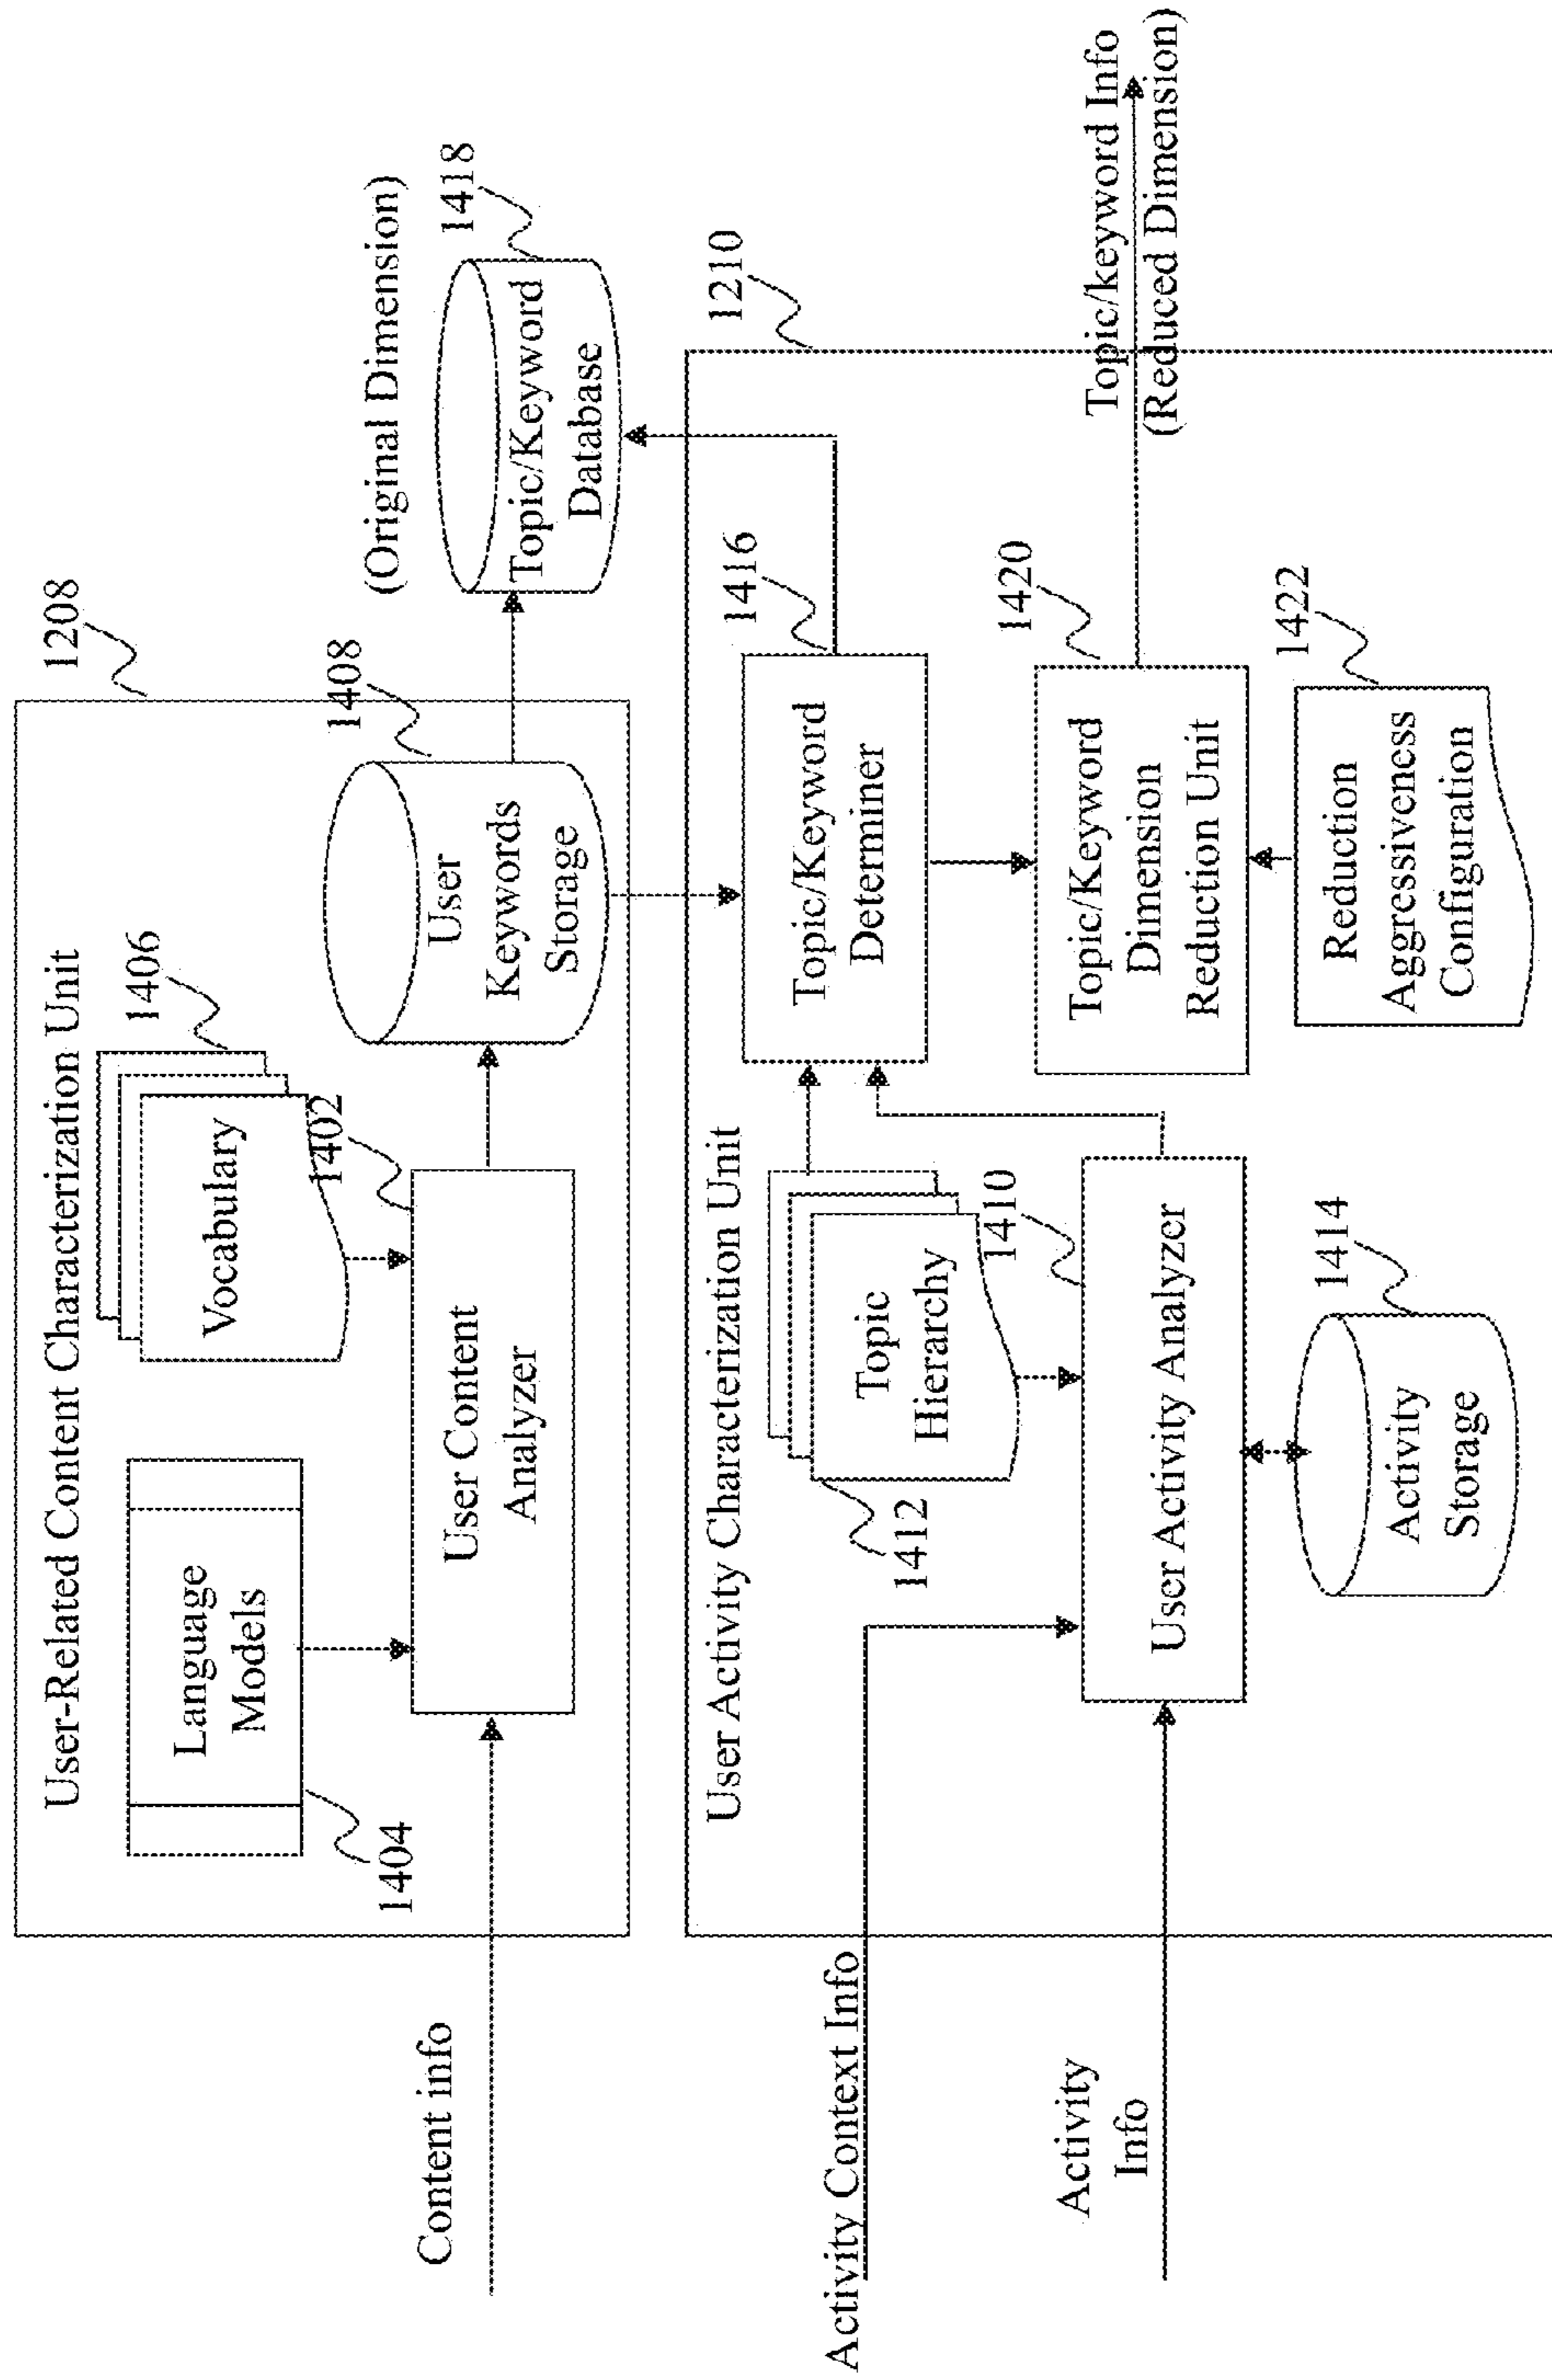 User-Related Content Characterization Unit
1208
Language
Models
1404
Vocabulary
1406
1402
User Content
Analyzer
User
Keywords
Storage
1408
(Original Dimension)
Topic/Keyword
Database
1418
Content info
User Activity Characterization Unit
1210
Activity Context Info
Activity
Info
Topic
Hierarchy
1412
1410
User Activity Analyzer
Activity
Storage
1414
Topic/Keyword
Determiner
1416
Topic/Keyword
Dimension
Reduction Unit
1420
Reduction
Aggressiveness
Configuration
1422
Topic/keyword Info
(Reduced Dimension)